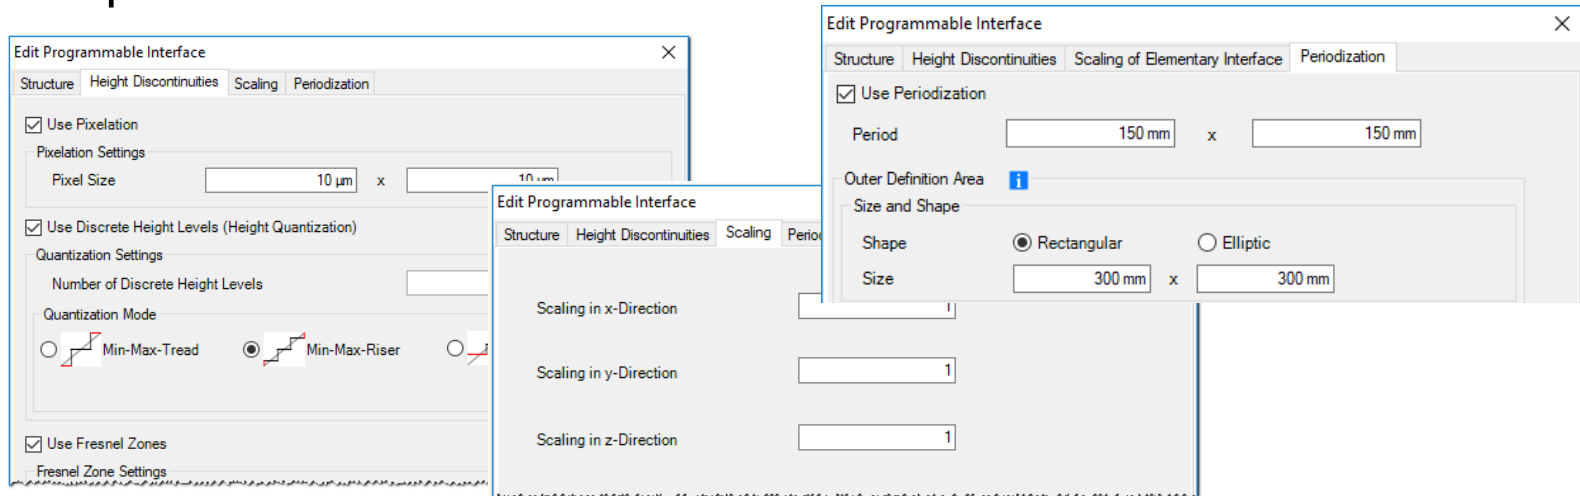 Edit Programmable Interface
Structure Height Discontinuities Scaling Periodization
Use Pixelation
Pixelation Settings
Pixel Size 10 µm x 10 µm
Use Discrete Height Levels (Height Quantization)
Quantization Settings
Number of Discrete Height Levels
Quantization Mode
Min-Max-Tread Min-Max-Riser
Use Fresnel Zones
Fresnel Zone Settings
Edit Programmable Interface
Structure Height Discontinuities Scaling
Scaling in x-Direction 1
Scaling in y-Direction 1
Scaling in z-Direction 1
Edit Programmable Interface
Structure Height Discontinuities Scaling of Elementary Interface Periodization
Use Periodization
Period 150 mm x 150 mm
Outer Definition Area i
Size and Shape
Shape Rectangular Elliptic
Size 300 mm x 300 mm